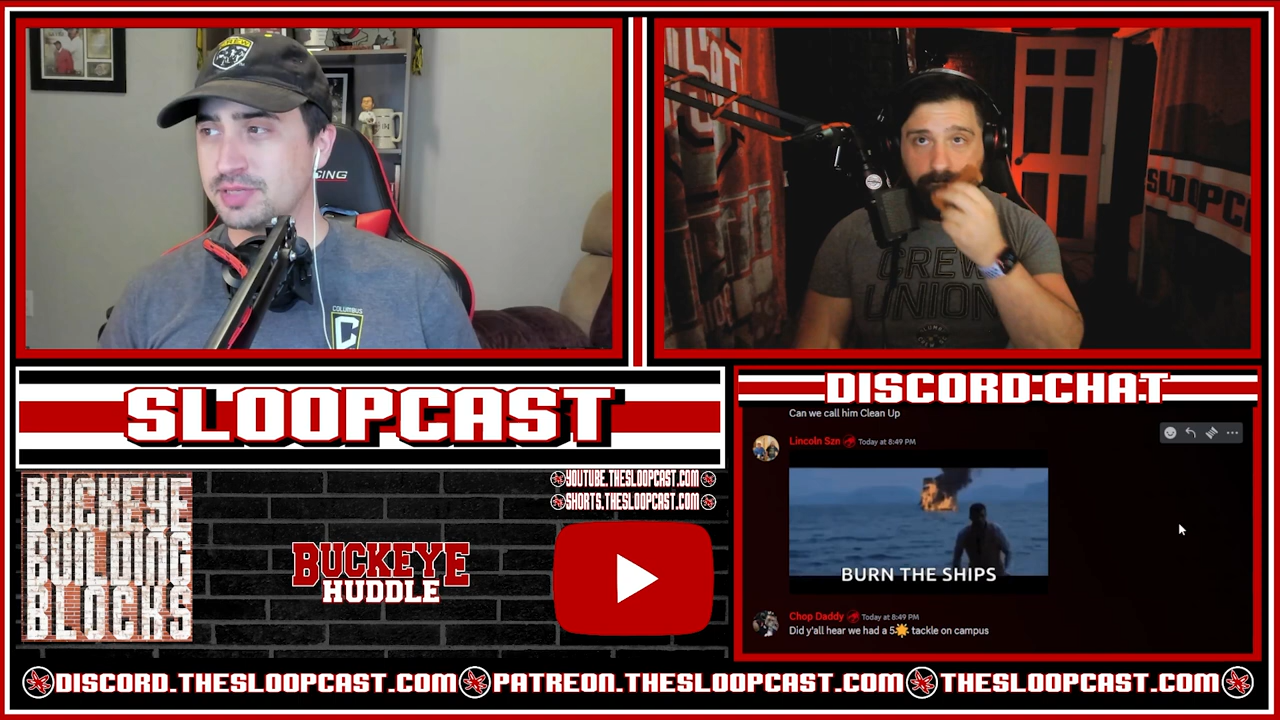 CREW
UNION
COLUMBUS
C
SLOOPC
SLOOPCAST
DISCORD:CHAT
Can we call him Clean Up
Lincoln Szn Today at 8:49 PM
BURN THE SHIPS
Chop Daddy Today at 8:49 PM
Did y'all hear we had a 5🌟 tackle on campus
BUCKEYE
BUILDING
BLOCKS
BUCKEYE
HUDDLE
YOUTUBE.THESLOOPCAST.COM
SHORTS.THESLOOPCAST.COM
DISCORD.THESLOOPCAST.COM PATREON.THESLOOPCAST.COM THESLOOPCAST.COM